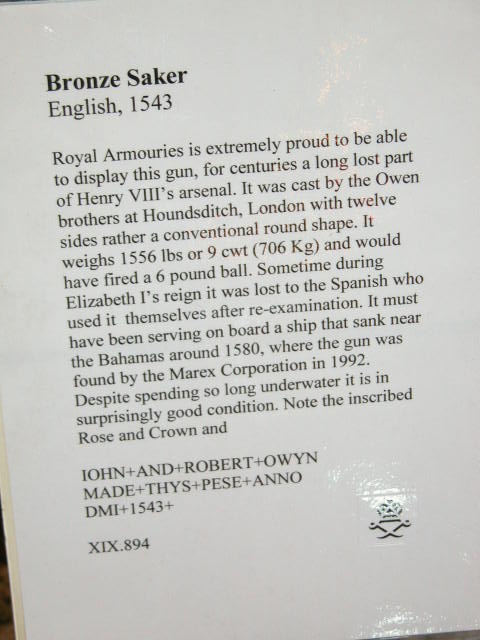 Bronze Saker
English, 1543
Royal Armouries is extremely proud to be able
to display this gun, for centuries a long lost part
of Henry VIII's arsenal. It was cast by the Owen
brothers at Houndsditch, London with twelve
sides rather a conventional round shape. It
weighs 1556 lbs or 9 cwt (706 Kg) and would
have fired a 6 pound ball. Sometime during
Elizabeth I's reign it was lost to the Spanish who
used it themselves after re-examination. It must
have been serving on board a ship that sank near
the Bahamas around 1580, where the gun was
found by the Marex Corporation in 1992.
Despite spending so long underwater it is in
surprisingly good condition. Note the inscribed
Rose and Crown and
IOHN+AND+ROBERT+OWYN
MADE+THYS+PESE+ANNO
DMI+1543+
XIX.894